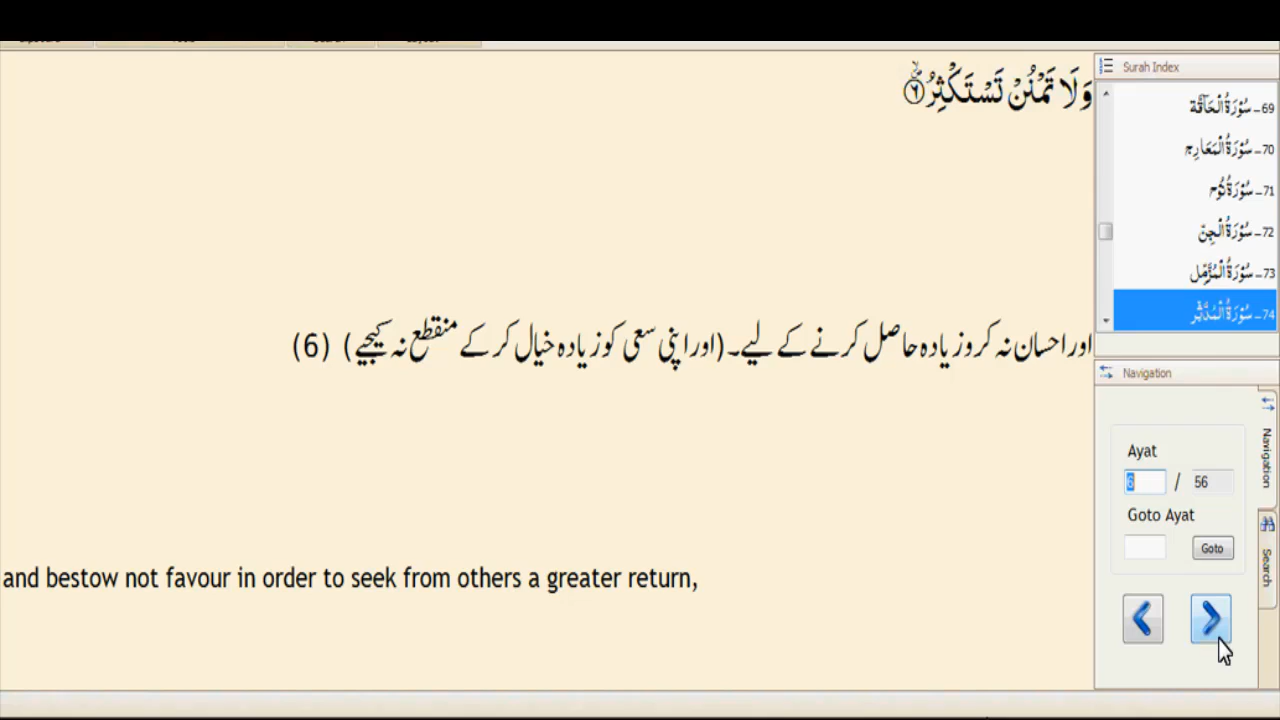 وَلَا تَمْنُنْ تَسْتَكْثِرُ ۝۶
اور احسان نہ کرو زیادہ حاصل کرنے کے لیے۔ (اور اپنی سعی کو زیادہ خیال کر کے منقطع نہ کیجیے) (6)
and bestow not favour in order to seek from others a greater return,
Surah Index
69– سُوْرَةُ الْحَآقَّة
70– سُوْرَةُ الْمَعَارِج
71– سُوْرَةُ نُوْح
72– سُوْرَةُ الْجِنّ
73– سُوْرَةُ الْمُزَّمِّل
74– سُوْرَةُ الْمُدَّثِّر
Navigation
Ayat
6 / 56
Goto Ayat
Goto
Navigation
Search